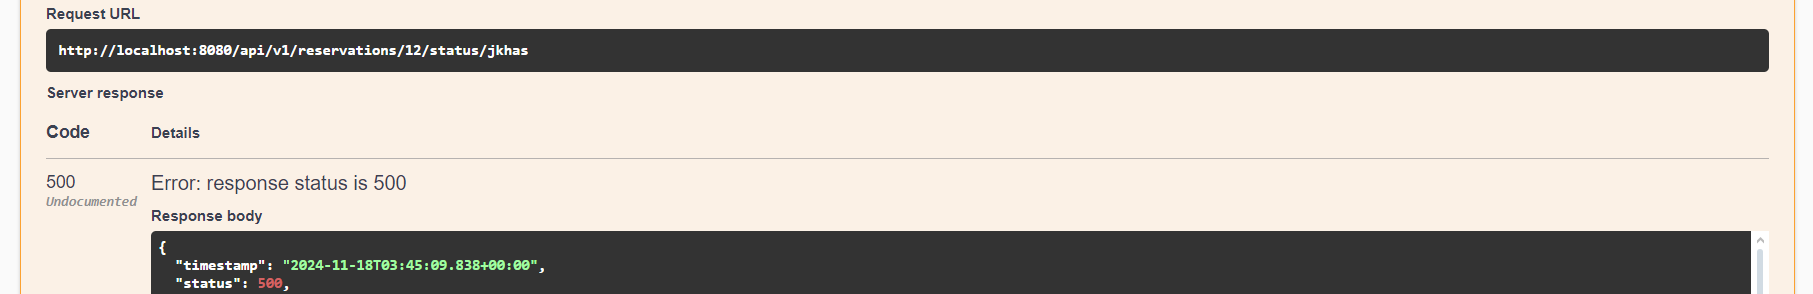 Request URL
http://localhost:8080/api/v1/reservations/12/status/jkhas
Server response
Code Details
500 Error: response status is 500
Undocumented
Response body
{
"timestamp": "2024-11-18T03:45:09.838+00:00",
"status": 500,